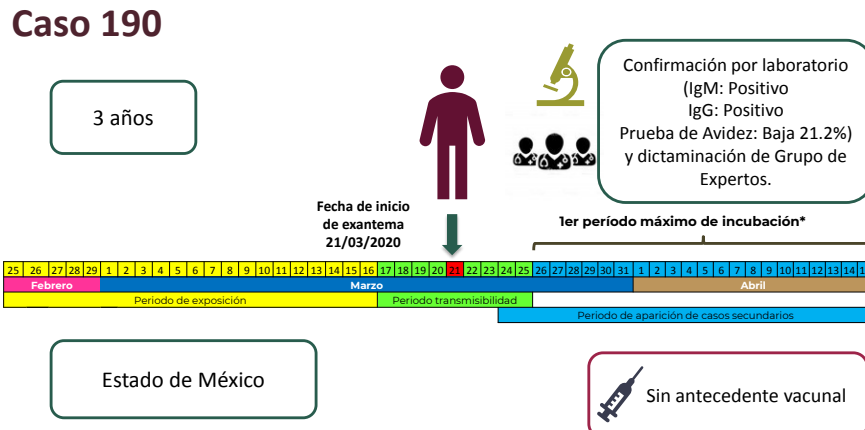 Caso 190
3 años
Confirmación por laboratorio
(IgM: Positivo
IgG: Positivo
Prueba de Avidez: Baja 21.2%)
y dictaminación de Grupo de
Expertos.
Fecha de inicio
de exantema
21/03/2020
1er período máximo de incubación*
25 26 27 28 29 1 2 3 4 5 6 7 8 9 10 11 12 13 14 15 16 17 18 19 20 21 22 23 24 25 26 27 28 29 30 31 1 2 3 4 5 6 7 8 9 10 11 12 13 14
Febrero Marzo Abril
Periodo de exposición Periodo transmisibilidad
Periodo de aparición de casos secundarios
Estado de México
Sin antecedente vacunal